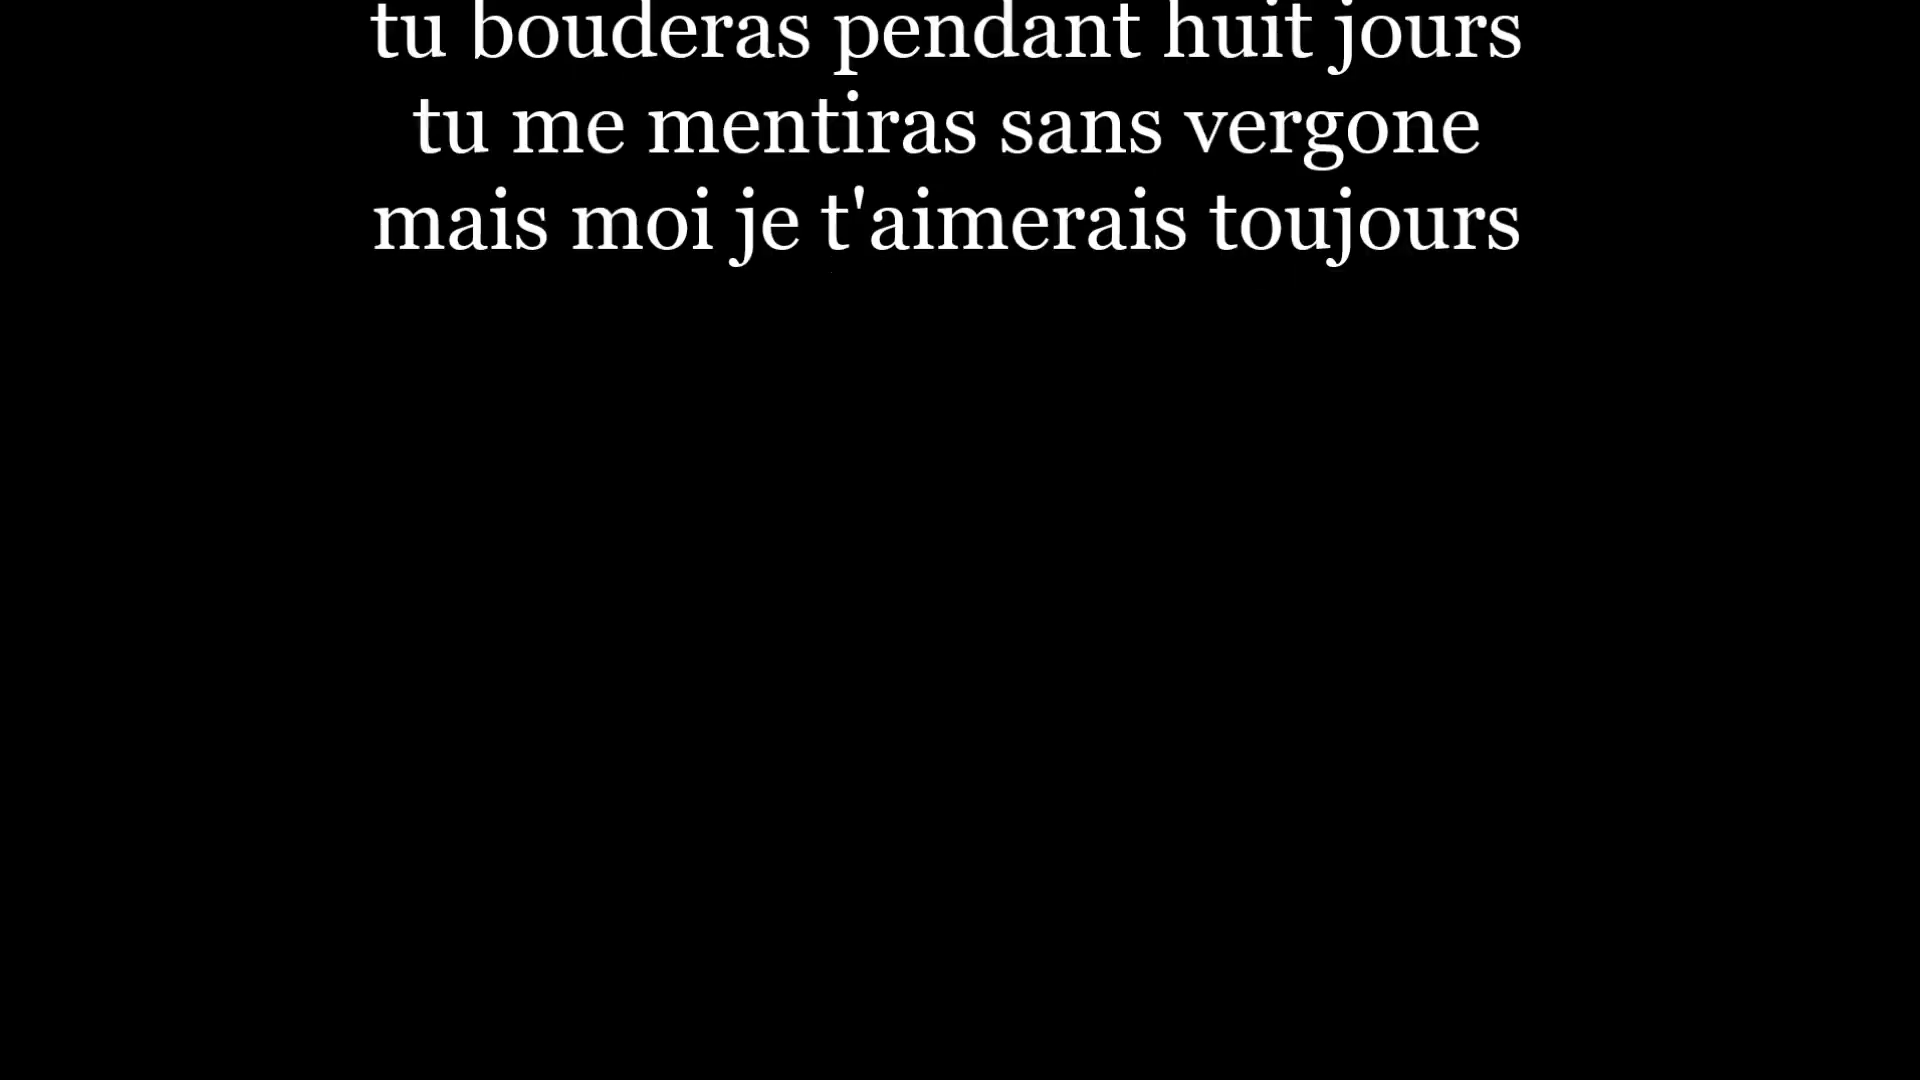 tu bouderas pendant huit jours
tu me mentiras sans vergone
mais moi je t'aimerais toujours